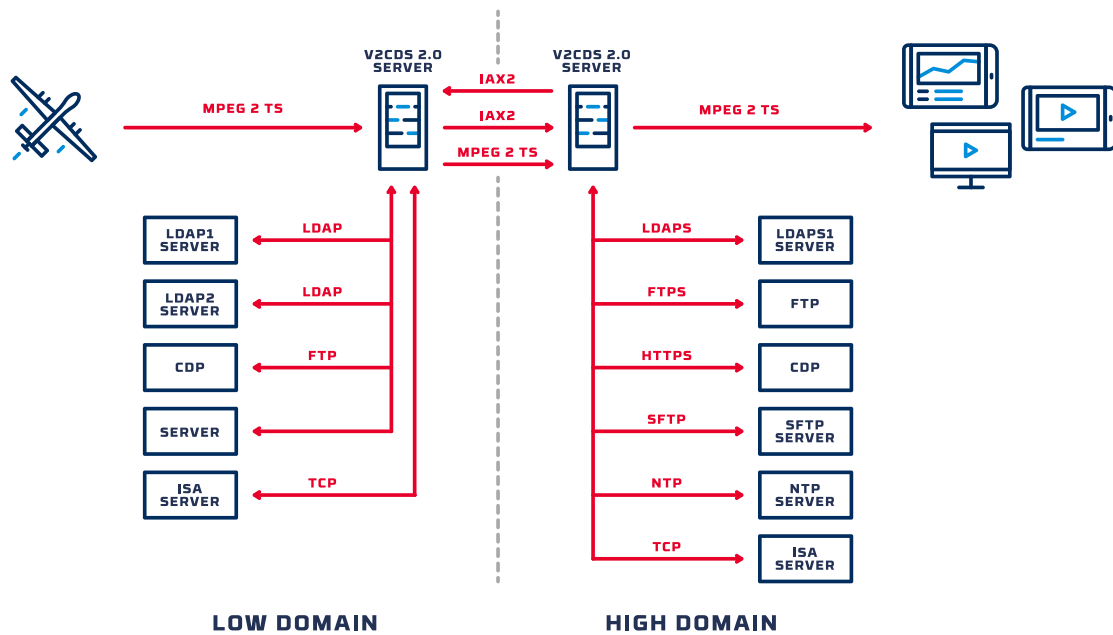 V2CDS 2.0
SERVER
V2CDS 2.0
SERVER
MPEG 2 TS
IAX2
IAX2
MPEG 2 TS
MPEG 2 TS
LDAP1
SERVER
LDAP
LDAP2
SERVER
LDAP
CDP
FTP
SERVER
ISA
SERVER
TCP
LDAPS
LDAPS1
SERVER
FTPS
FTP
HTTPS
CDP
SFTP
SFTP
SERVER
NTP
NTP
SERVER
TCP
ISA
SERVER
LOW DOMAIN
HIGH DOMAIN